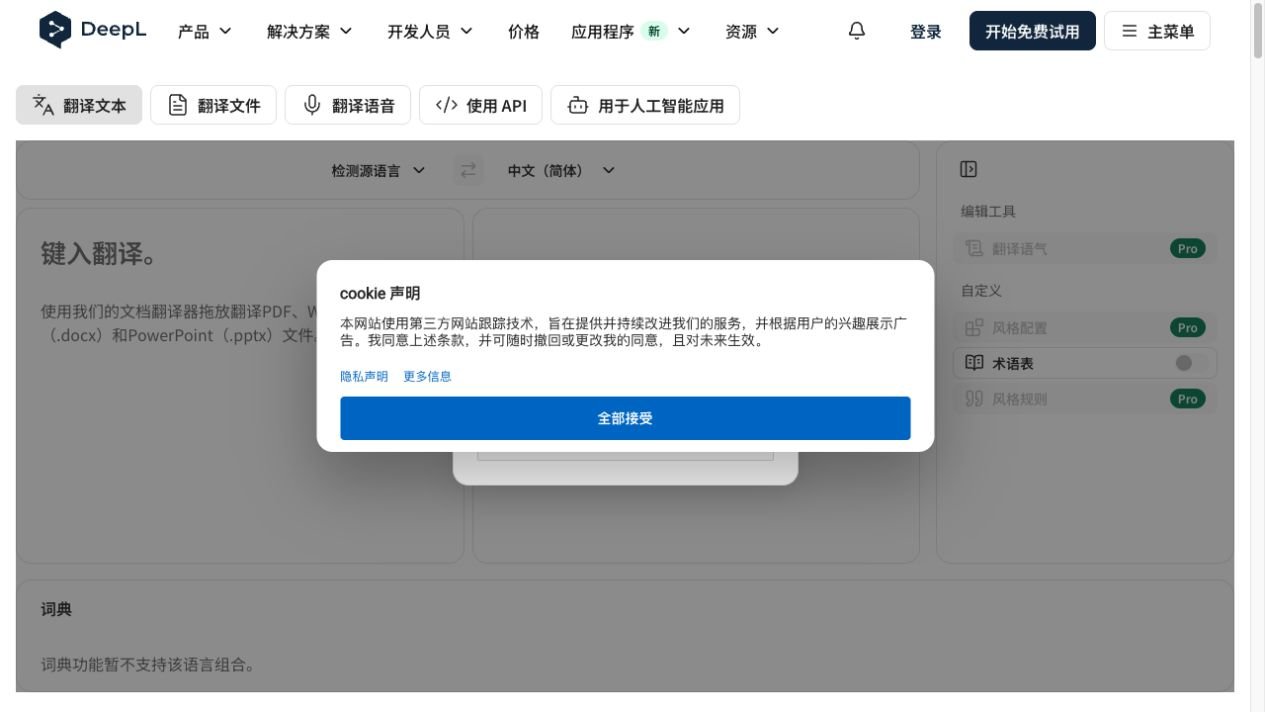 DeepL 产品 解决方案 开发人员 价格 应用程序 新 资源 登录 开始免费试用 主菜单
翻译文本 翻译文件 翻译语音 使用 API 用于人工智能应用
检测源语言 中文（简体）
编辑工具
键入翻译。
翻译语气 Pro
自定义
使用我们的文档翻译器拖放翻译PDF、W
（.docx）和PowerPoint（.pptx）文件。
风格配置 Pro
术语表
风格规则 Pro
cookie 声明
本网站使用第三方网站跟踪技术，旨在提供并持续改进我们的服务，并根据用户的兴趣展示广
告。我同意上述条款，并可随时撤回或更改我的同意，且对未来生效。
隐私声明 更多信息
全部接受
词典
词典功能暂不支持该语言组合。